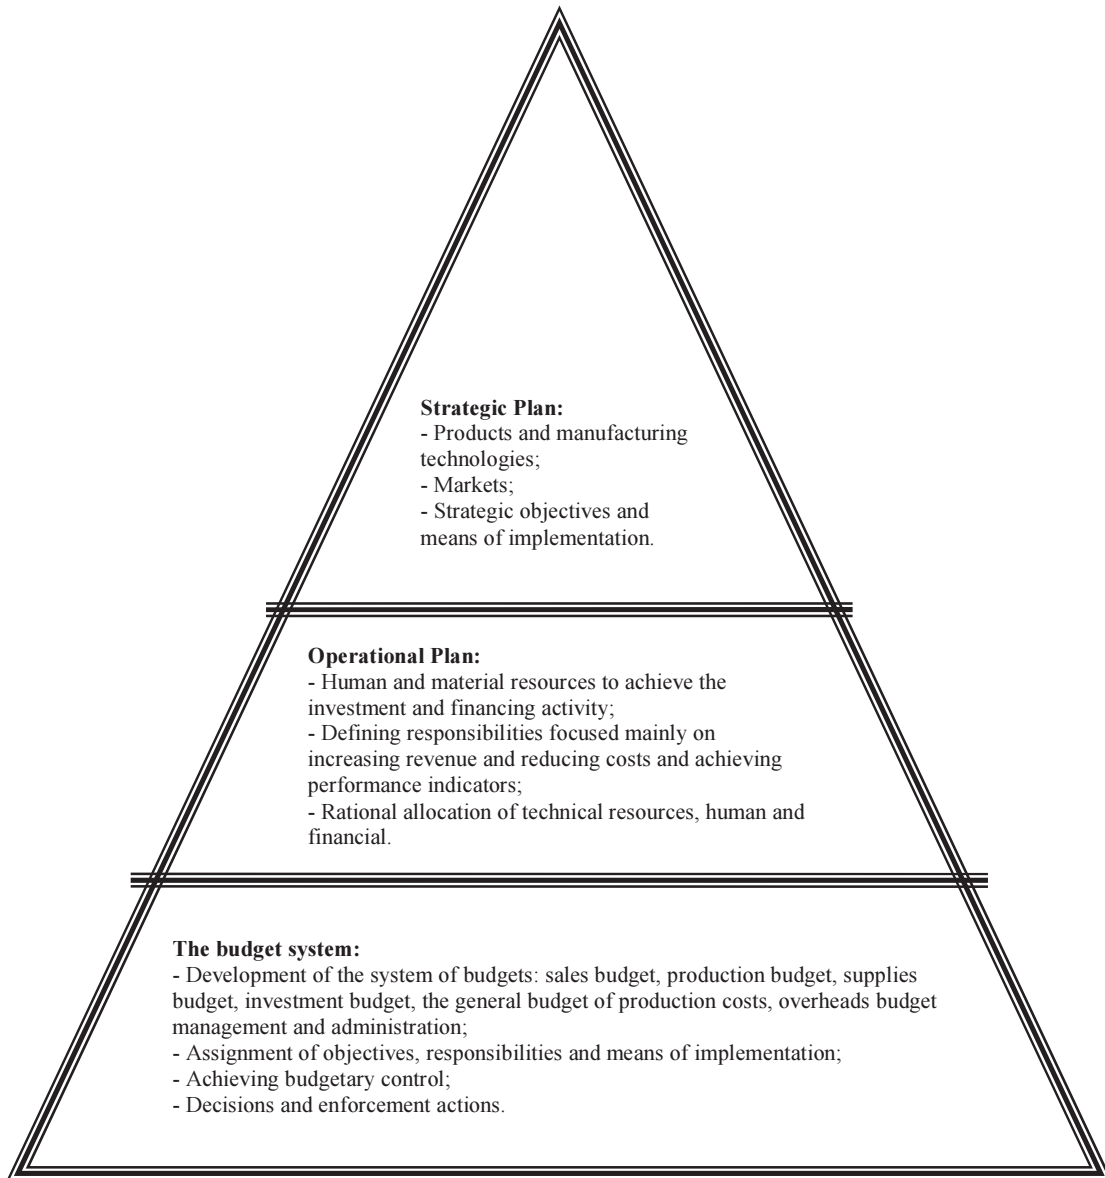 Strategic Plan:
- Products and manufacturing
technologies;
- Markets;
- Strategic objectives and
means of implementation.
Operational Plan:
- Human and material resources to achieve the
investment and financing activity;
- Defining responsibilities focused mainly on
increasing revenue and reducing costs and achieving
performance indicators;
- Rational allocation of technical resources, human and
financial.
The budget system:
- Development of the system of budgets: sales budget, production budget, supplies
budget, investment budget, the general budget of production costs, overheads budget
management and administration;
- Assignment of objectives, responsibilities and means of implementation;
- Achieving budgetary control;
- Decisions and enforcement actions.